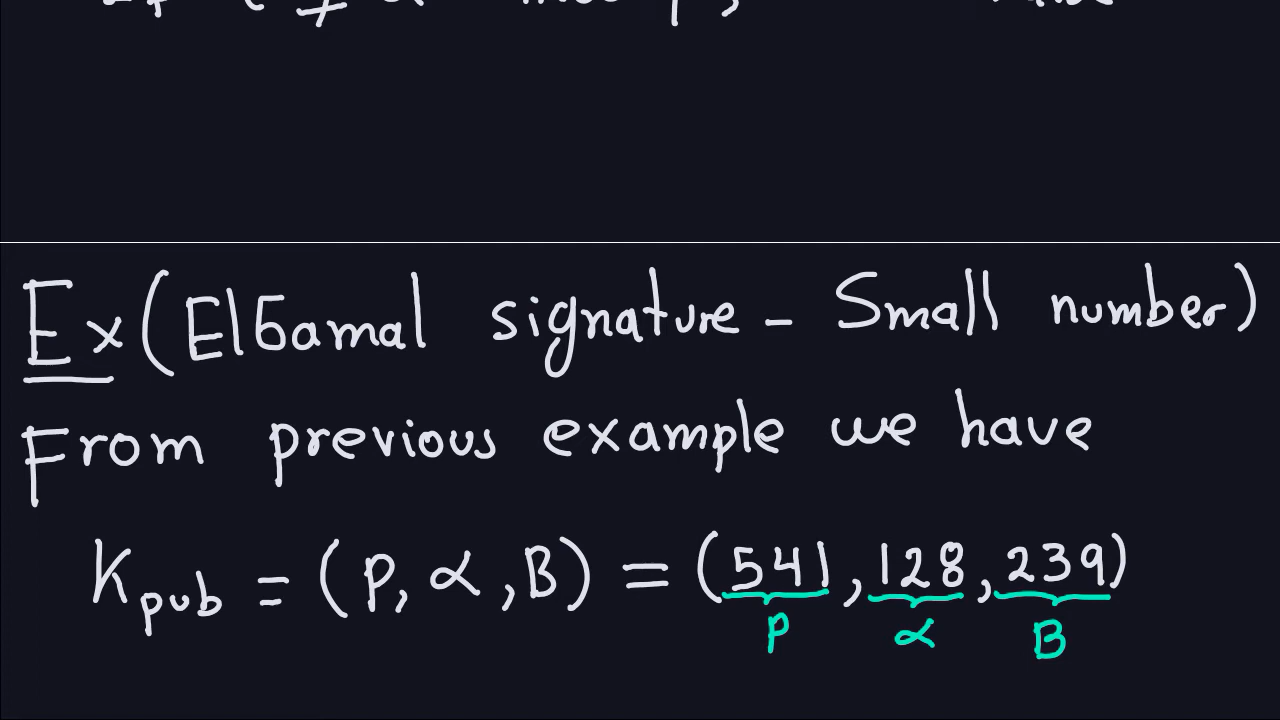 Ex (ElGamal signature - Small number)
From previous example we have
Kpub = (P, α, B) = (541, 128, 239)
P α B